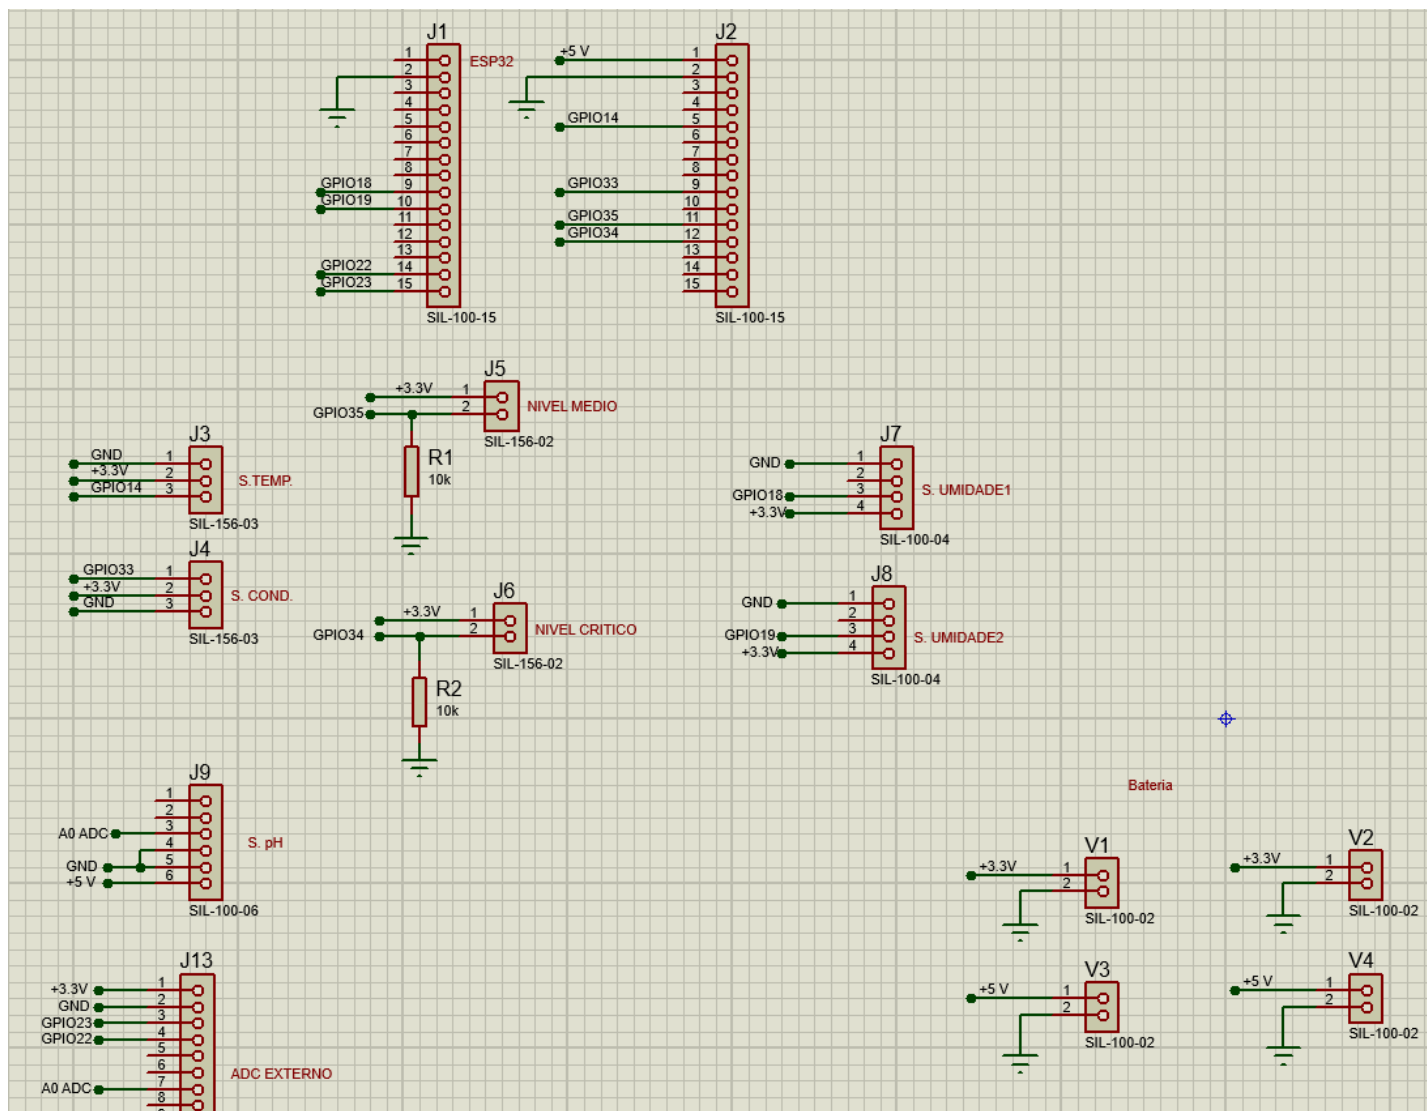 J1
1
2
3
4
5
6
7
8
9
10
11
12
13
14
15
ESP32
GPIO18
GPIO19
GPIO22
GPIO23
SIL-100-15
J2
1
2
3
4
5
6
7
8
9
10
11
12
13
14
15
+5 V
GPIO14
GPIO33
GPIO35
GPIO34
SIL-100-15
J5
+3.3V 1
GPIO35 2
NIVEL MEDIO
SIL-156-02
R1
10k
J3
GND 1
+3.3V 2
GPIO14 3
S.TEMP.
SIL-156-03
J4
GPIO33 1
+3.3V 2
GND 3
S. COND.
SIL-156-03
J6
+3.3V 1
GPIO34 2
NIVEL CRITICO
SIL-156-02
R2
10k
J7
GND 1
2
GPIO18 3
+3.3V 4
S. UMIDADE1
SIL-100-04
J8
GND 1
2
GPIO19 3
+3.3V 4
S. UMIDADE2
SIL-100-04
J9
1
2
A0 ADC 3
4
GND 5
+5 V 6
S. pH
SIL-100-06
J13
+3.3V 1
GND 2
GPIO23 3
GPIO22 4
5
6
A0 ADC 7
8
ADC EXTERNO
Bateria
V1
+3.3V 1
2
SIL-100-02
V2
+3.3V 1
2
SIL-100-02
V3
+5 V 1
2
SIL-100-02
V4
+5 V 1
2
SIL-100-02